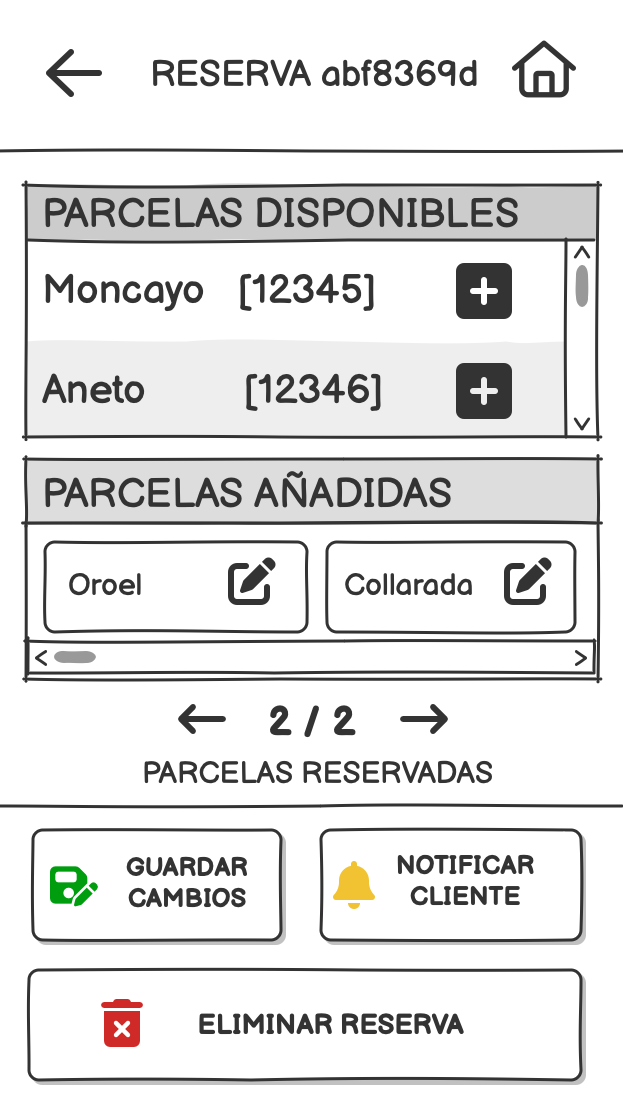 RESERVA abf8369d
PARCELAS DISPONIBLES
Moncayo [12345]
Aneto [12346]
PARCELAS AÑADIDAS
Oroel
Collarada
2 / 2
PARCELAS RESERVADAS
GUARDAR
CAMBIOS
NOTIFICAR
CLIENTE
ELIMINAR RESERVA